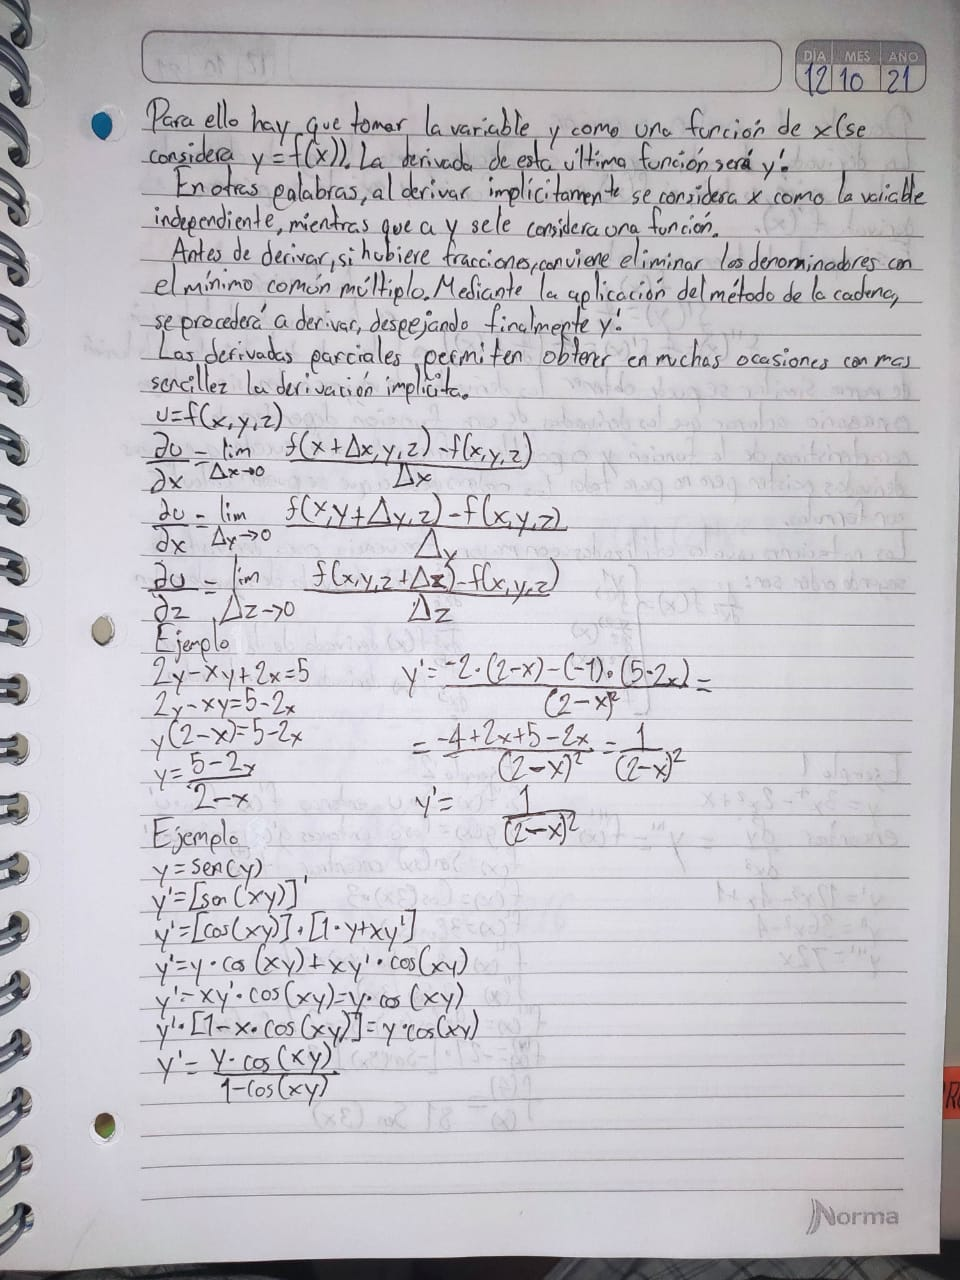 DÍA MES AÑO
12 10 21
Para ello hay que tomar la variable y como una función de x (se
considera y = f(x)). La derivada de esta última función será y'.
En otras palabras, al derivar implicitamente se considera x como la variable
independiente, mientras que a y se le considera una función.
Antes de derivar, si hubiere fracciones, conviene eliminar los denominadores con
el mínimo común múltiplo. Mediante la aplicación del método de la cadena,
se procederá a derivar, despejando finalmente y'.
Las derivadas parciales permiten obtener en muchas ocasiones con mas
sencillez la derivación implícita.
u=f(x,y,z)
∂u/∂x = lim Δx→0 (f(x+Δx,y,z)-f(x,y,z))/Δx
∂u/∂x = lim Δy→0 (f(x,y+Δy,z)-f(x,y,z))/Δy
∂u/∂z = lim Δz→0 (f(x,y,z+Δz)-f(x,y,z))/Δz
Ejemplo
2y-xy+2x=5
2y-xy=5-2x
y(2-x)=5-2x
y=(5-2x)/(2-x)
y'=(-2·(2-x)-(-1)·(5-2x))/(2-x)²=
=(-4+2x+5-2x)/(2-x)²=1/(2-x)²
y'=1/(2-x)²
Ejemplo
y=sen(y)
y'=[sen(xy)]'
y'=[cos(xy)]·[1·y+xy']
y'=y·cos(xy)+xy'·cos(xy)
y'-xy'·cos(xy)=y·cos(xy)
y'·[1-x·cos(xy)]=y·cos(xy)
y'=(y·cos(xy))/(1-cos(xy))
Norma